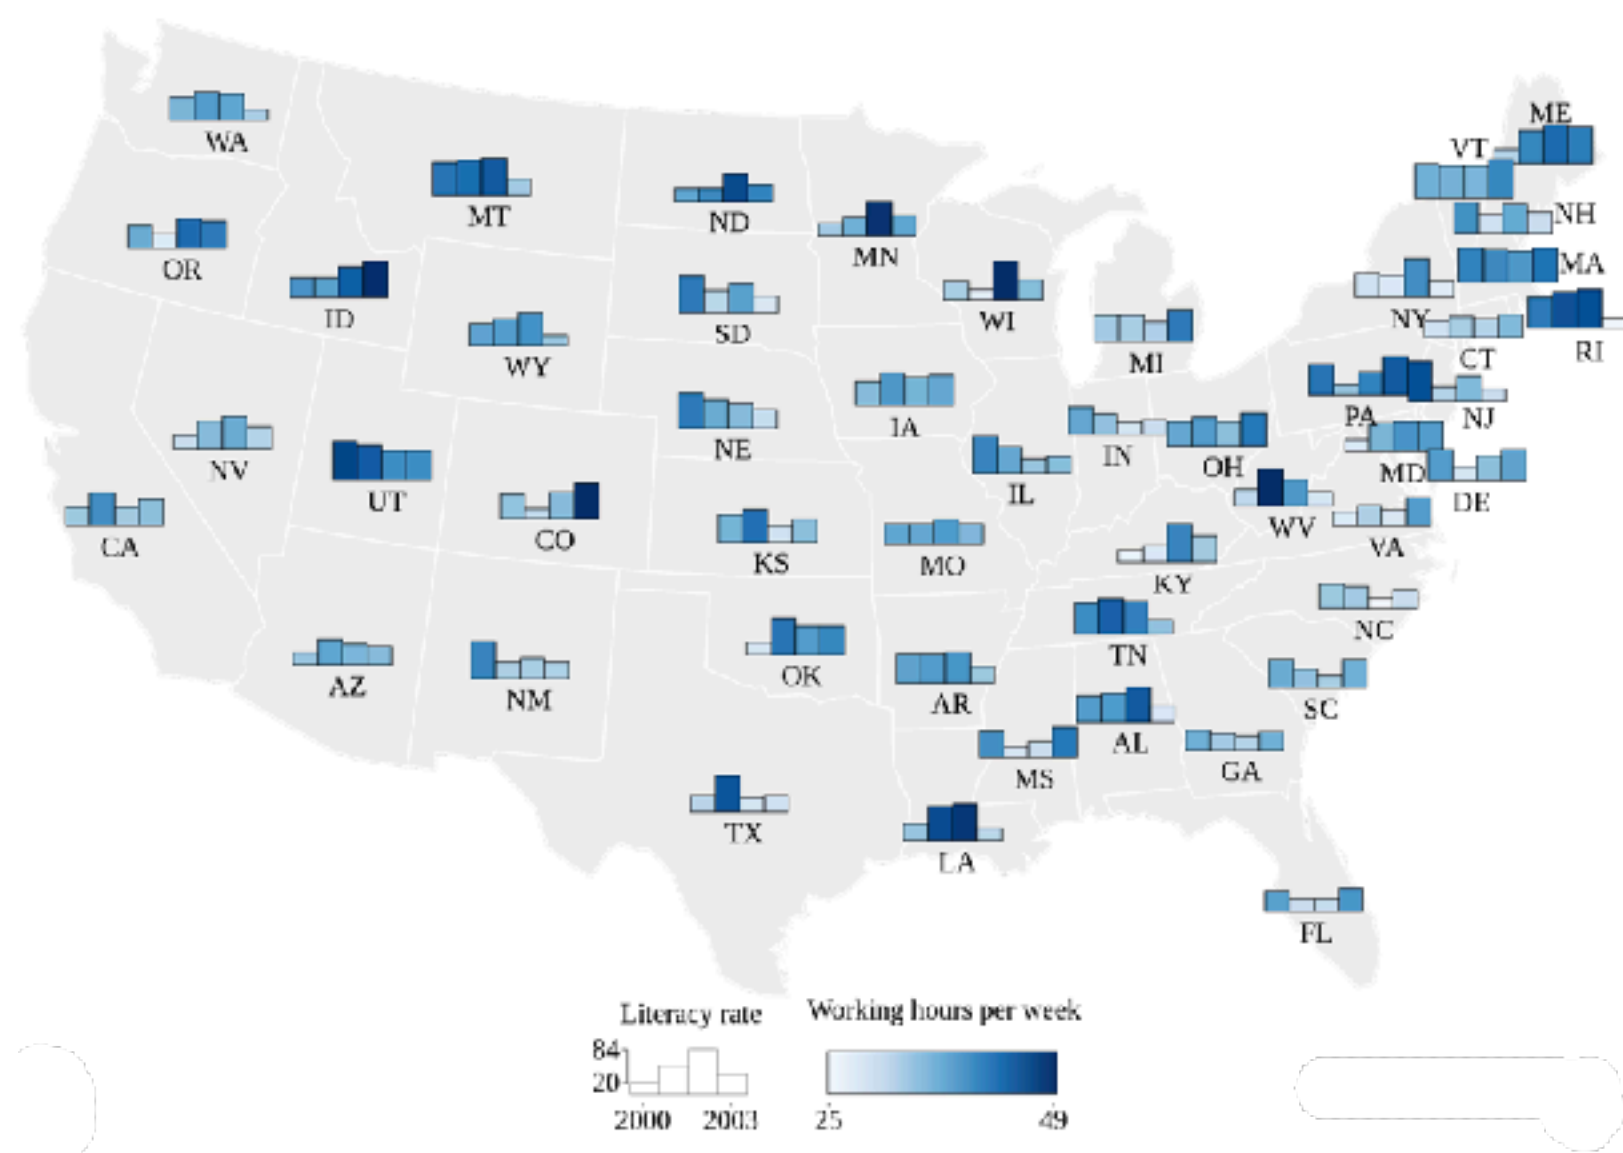 ME
VT
WA
NH
MT
ND
MN
OR
MA
ID
SD
WI
NY
RI
WY
MI
CT
IA
PA
NJ
NE
NV
IN
OH
MD
UT
IL
DE
WV
CA
CO
VA
KS
MO
KY
NC
TN
OK
AZ
NM
AR
SC
AL
GA
MS
TX
LA
FL
Literacy rate
84
20
2000 2003
Working hours per week
25 49